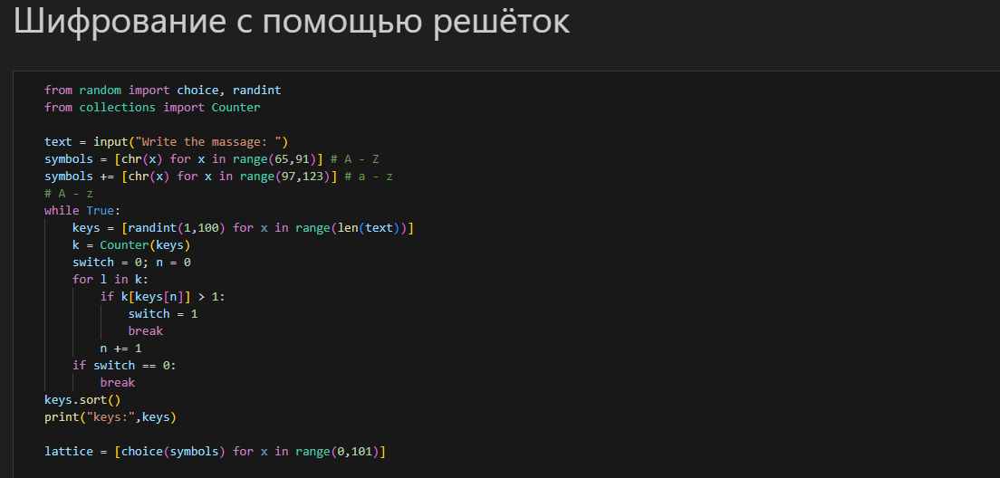 Шифрование с помощью решёток
from random import choice, randint
from collections import Counter
text = input("Write the massage: ")
symbols = [chr(x) for x in range(65,91)] # A - Z
symbols += [chr(x) for x in range(97,123)] # a - z
# A - z
while True:
    keys = [randint(1,100) for x in range(len(text))]
    k = Counter(keys)
    switch = 0; n = 0
    for l in k:
        if k[keys[n]] > 1:
            switch = 1
            break
        n += 1
    if switch == 0:
        break
keys.sort()
print("keys:",keys)
lattice = [choice(symbols) for x in range(0,101)]